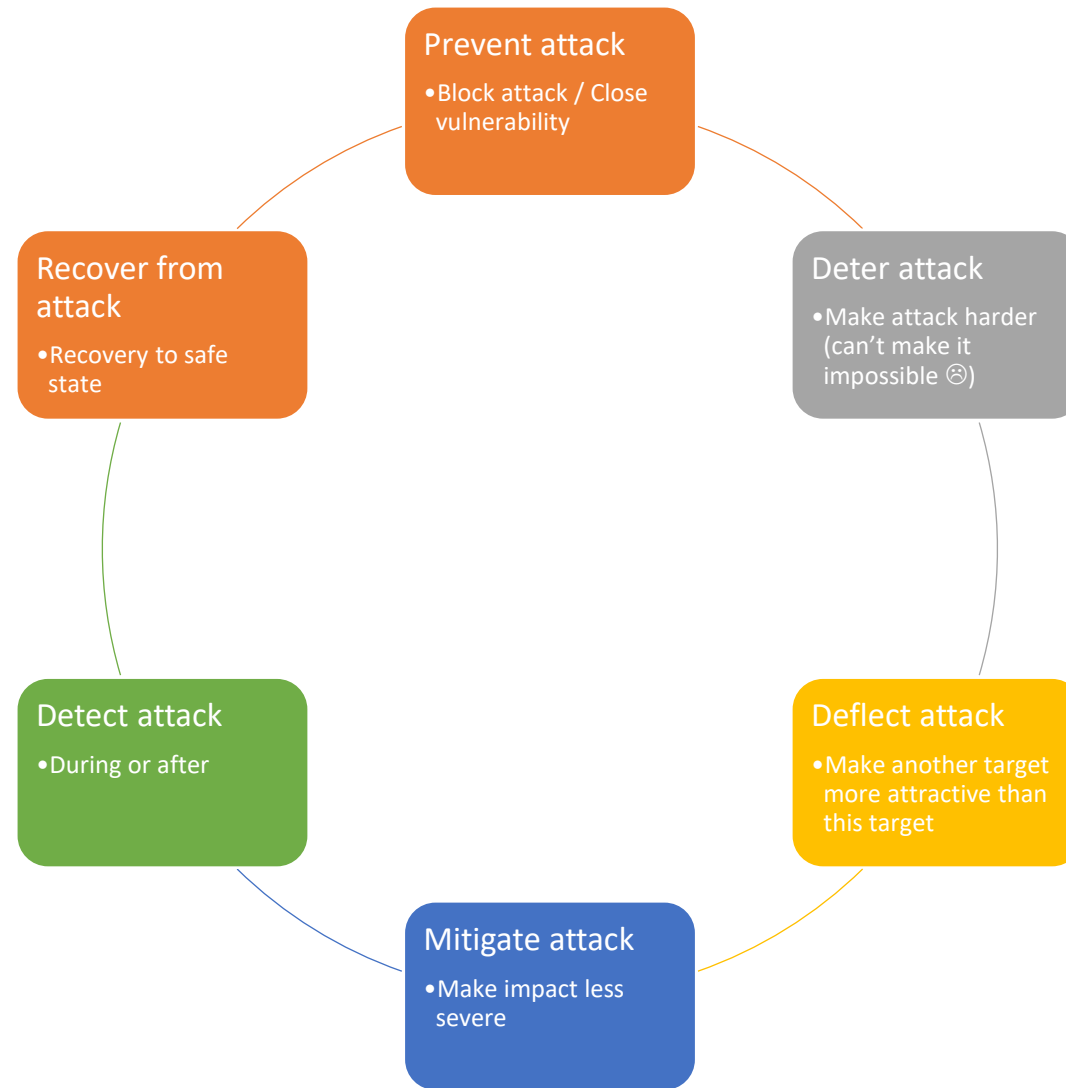 Prevent attack
•Block attack / Close
vulnerability
Deter attack
•Make attack harder
(can’t make it
impossible ☹)
Deflect attack
•Make another target
more attractive than
this target
Mitigate attack
•Make impact less
severe
Detect attack
•During or after
Recover from
attack
•Recovery to safe
state